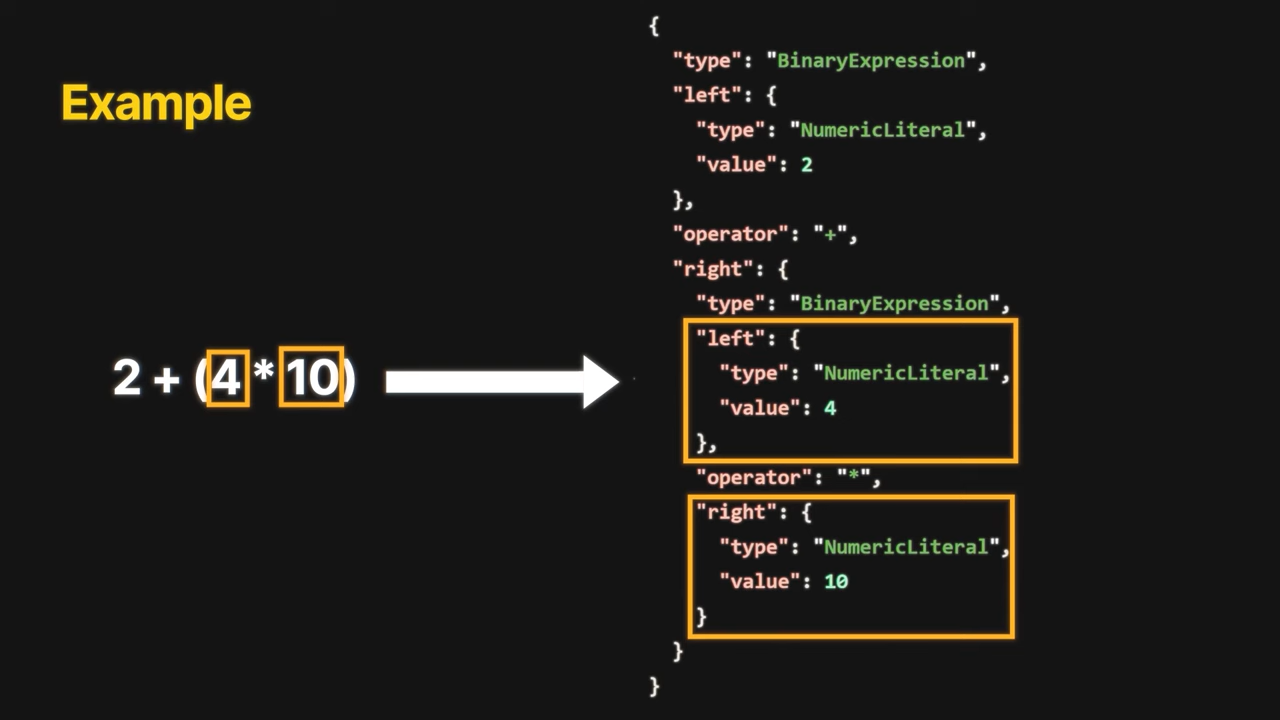 Example
2 + (4 * 10)
{
  "type": "BinaryExpression",
  "left": {
    "type": "NumericLiteral",
    "value": 2
  },
  "operator": "+",
  "right": {
    "type": "BinaryExpression",
    "left": {
      "type": "NumericLiteral",
      "value": 4
    },
    "operator": "*",
    "right": {
      "type": "NumericLiteral",
      "value": 10
    }
  }
}